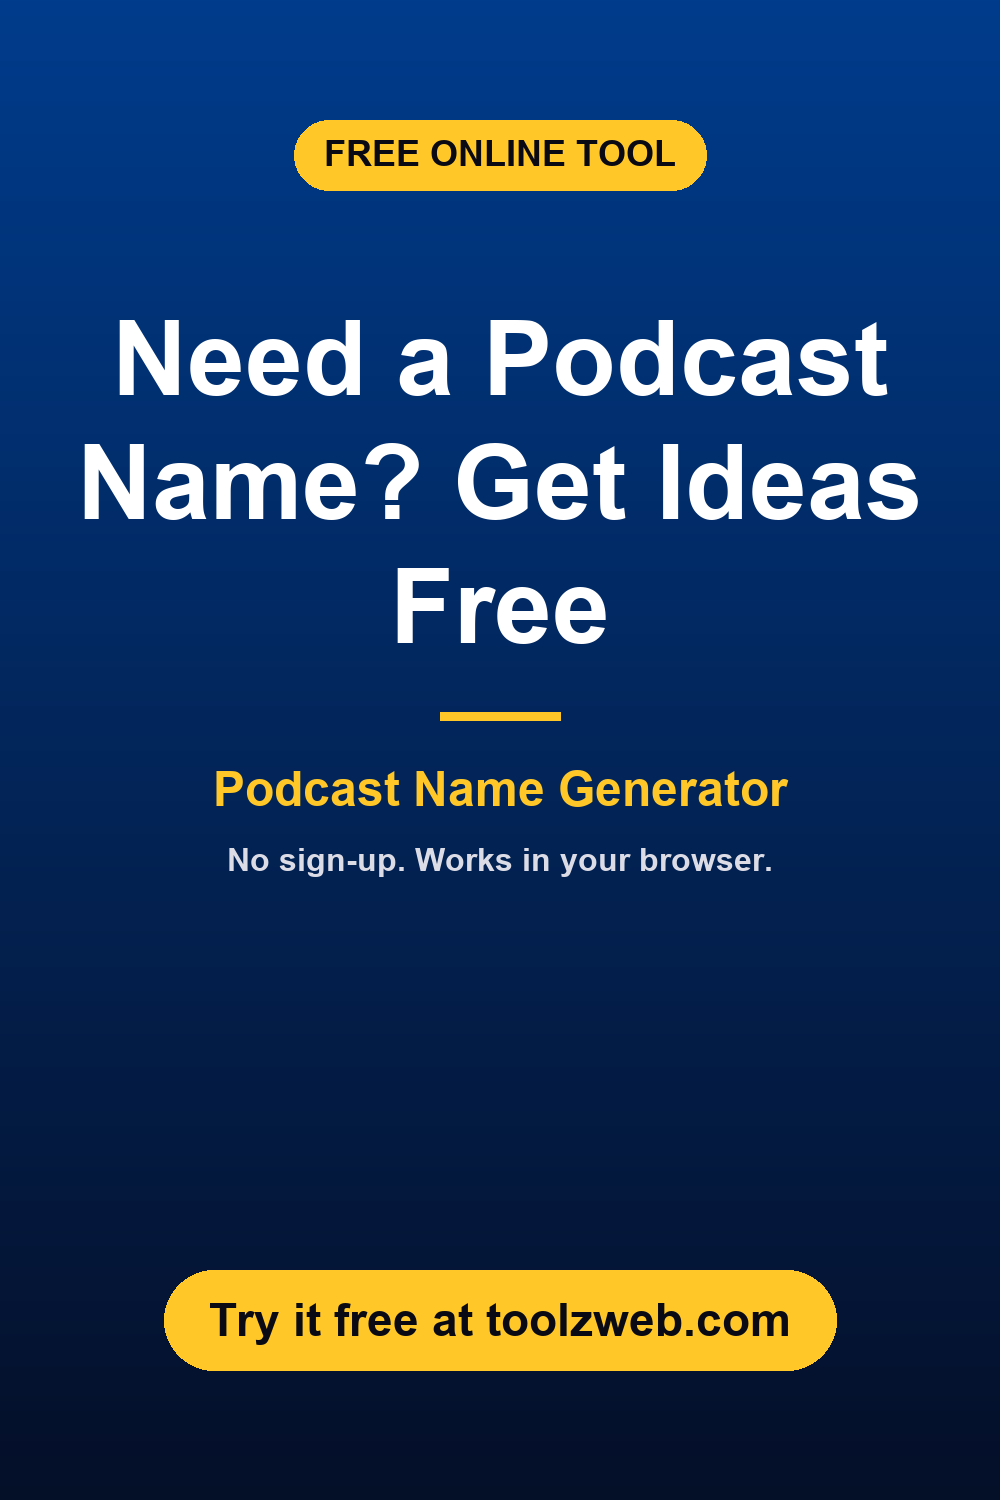 FREE ONLINE TOOL
Need a Podcast
Name? Get Ideas
Free
Podcast Name Generator
No sign-up. Works in your browser.
Try it free at toolzweb.com